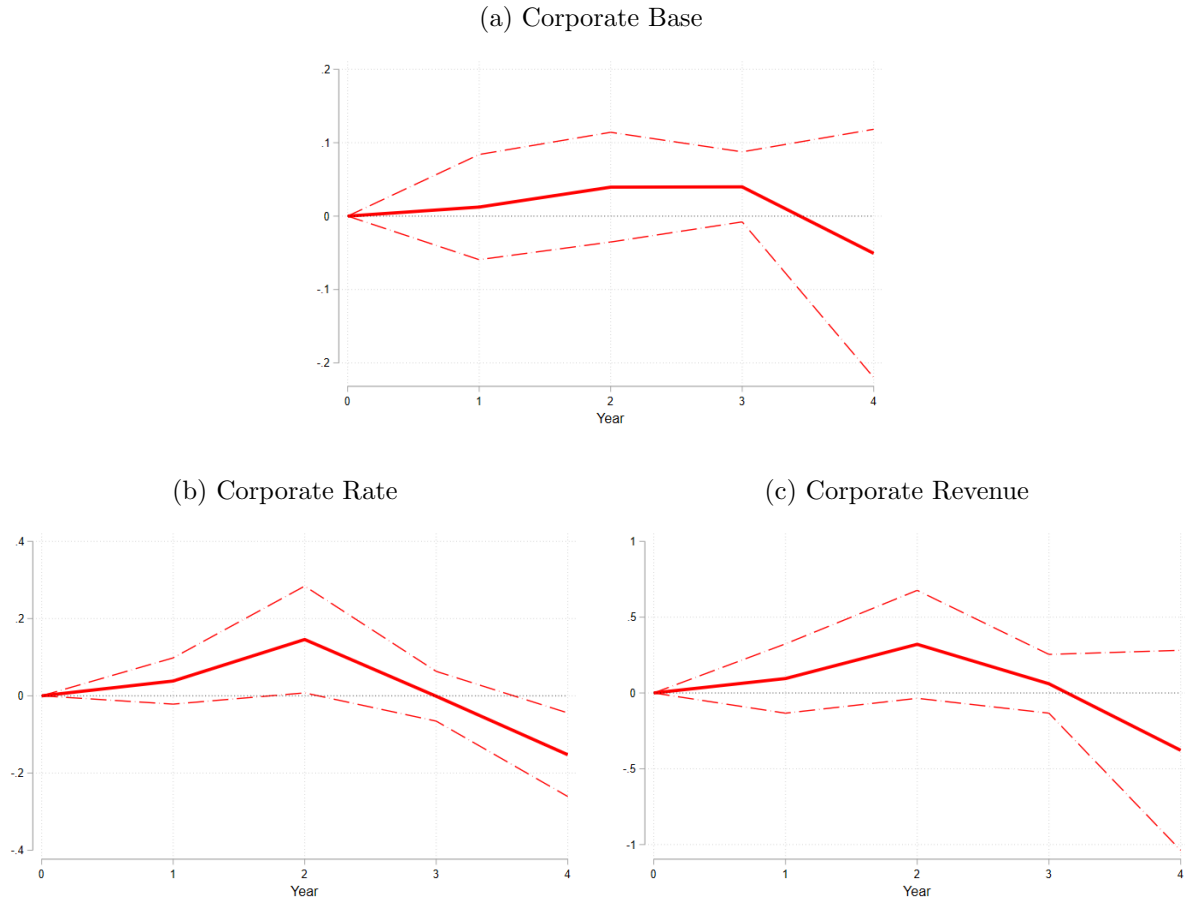 (a) Corporate Base
.2
.1
0
-.1
-.2
0 1 2 3 4
Year
(b) Corporate Rate
.4
.2
0
-.2
-.4
0 1 2 3 4
Year
(c) Corporate Revenue
1
.5
0
-.5
-1
0 1 2 3 4
Year